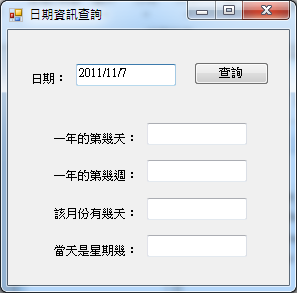 日期資訊查詢
日期： 2011/11/7 查詢
一年的第幾天：
一年的第幾週：
該月份有幾天：
當天是星期幾：